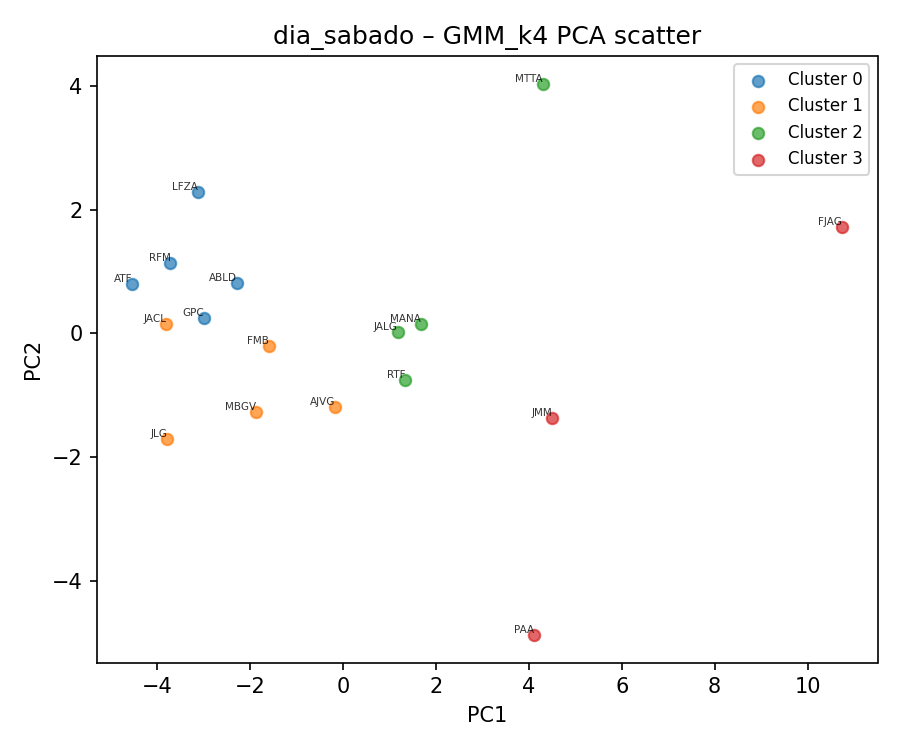 dia_sabado – GMM_k4 PCA scatter
Cluster 0
Cluster 1
Cluster 2
Cluster 3
MTTA
LFZA
FJAG
RFM
ATF
ABLD
GPC
JACL
MANA
JALG
FMB
RTF
AJVG
MBGV
JMM
JLG
PAA
4
2
0
−2
−4
PC2
−4
−2
0
2
4
6
8
10
PC1